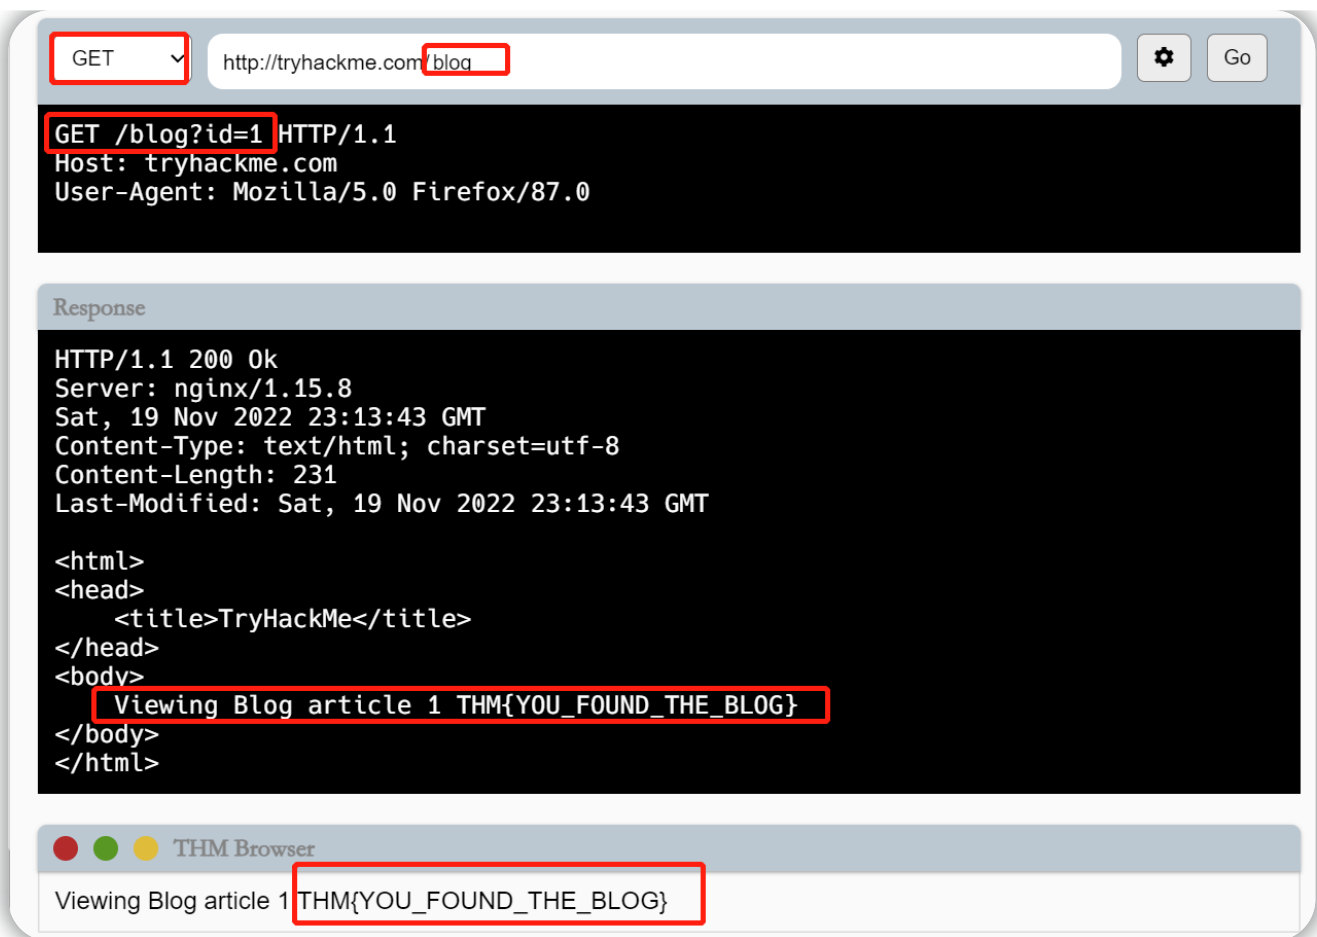 GET
http://tryhackme.com/ blog
Go
GET /blog?id=1 HTTP/1.1
Host: tryhackme.com
User-Agent: Mozilla/5.0 Firefox/87.0
Response
HTTP/1.1 200 Ok
Server: nginx/1.15.8
Sat, 19 Nov 2022 23:13:43 GMT
Content-Type: text/html; charset=utf-8
Content-Length: 231
Last-Modified: Sat, 19 Nov 2022 23:13:43 GMT
<html>
<head>
<title>TryHackMe</title>
</head>
<body>
Viewing Blog article 1 THM{YOU_FOUND_THE_BLOG}
</body>
</html>
THM Browser
Viewing Blog article 1 THM{YOU_FOUND_THE_BLOG}